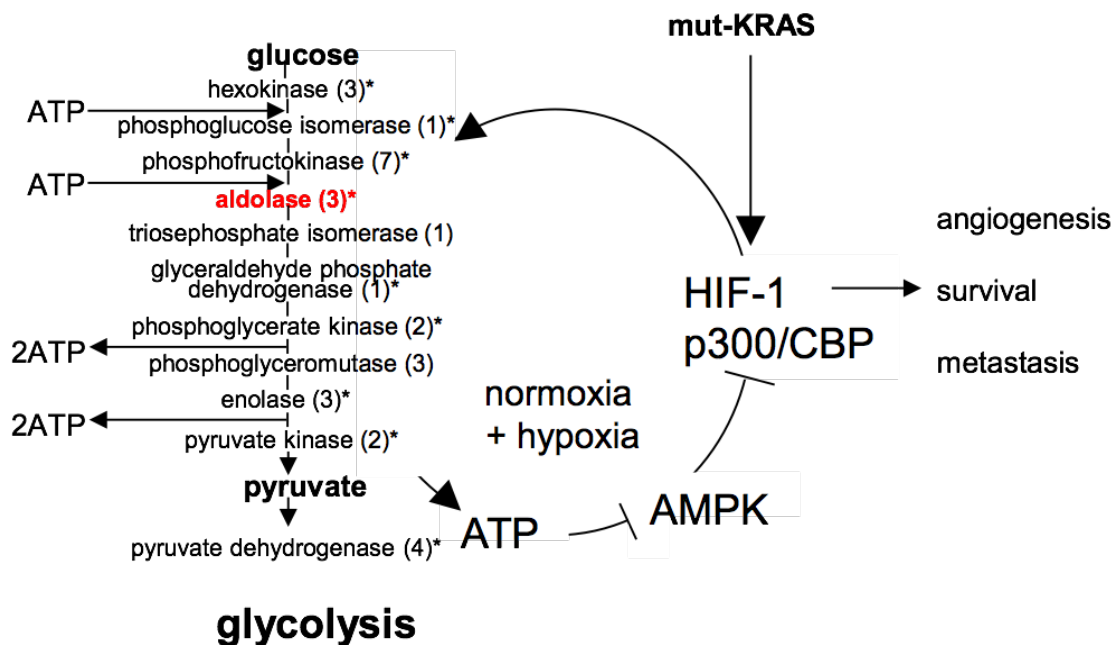 mut-KRAS
glucose
hexokinase (3)*
ATP
phosphoglucose isomerase (1)*
phosphofructokinase (7)*
ATP
aldolase (3)*
triosephosphate isomerase (1)
glyceraldehyde phosphate
dehydrogenase (1)*
phosphoglycerate kinase (2)*
2ATP
phosphoglyceromutase (3)
enolase (3)*
2ATP
pyruvate kinase (2)*
pyruvate
pyruvate dehydrogenase (4)*
glycolysis
normoxia
+ hypoxia
ATP
AMPK
HIF-1
p300/CBP
angiogenesis
survival
metastasis